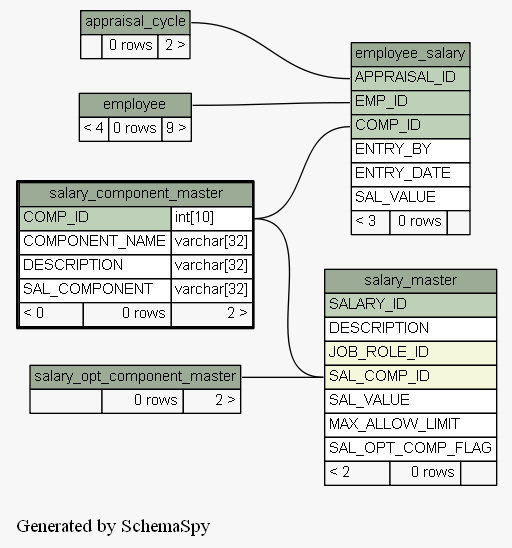 appraisal_cycle
0 rows 2 >
employee
< 4 0 rows 9 >
employee_salary
APPRAISAL_ID
EMP_ID
COMP_ID
ENTRY_BY
ENTRY_DATE
SAL_VALUE
< 3 0 rows
salary_component_master
COMP_ID int[10]
COMPONENT_NAME varchar[32]
DESCRIPTION varchar[32]
SAL_COMPONENT varchar[32]
< 0 0 rows 2 >
salary_master
SALARY_ID
DESCRIPTION
JOB_ROLE_ID
SAL_COMP_ID
SAL_VALUE
MAX_ALLOW_LIMIT
SAL_OPT_COMP_FLAG
< 2 0 rows
salary_opt_component_master
0 rows 2 >
Generated by SchemaSpy